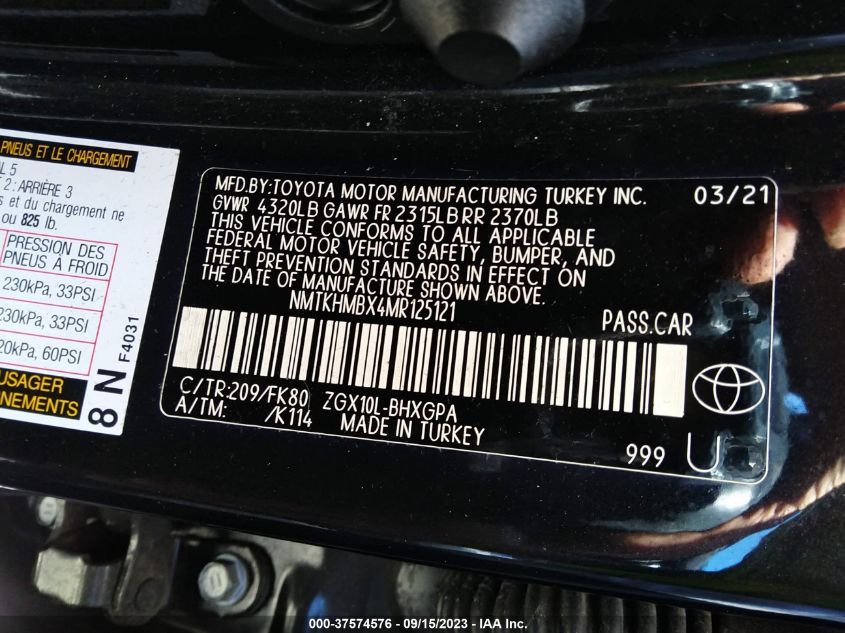 PNEUS ET LE CHARGEMENT
L 5
2: ARRIÈRE 3
s et du chargement ne
ou 825 lb.
PRESSION DES
PNEUS À FROID
230kPa, 33PSI
230kPa, 33PSI
20kPa, 60PSI
USAGER
NEMENTS
8 N F4031
MFD.BY:TOYOTA MOTOR MANUFACTURING TURKEY INC. 03/21
GVWR 4320LB GAWR FR 2315LB RR 2370LB
THIS VEHICLE CONFORMS TO ALL APPLICABLE
FEDERAL MOTOR VEHICLE SAFETY, BUMPER, AND
THEFT PREVENTION STANDARDS IN EFFECT ON
THE DATE OF MANUFACTURE SHOWN ABOVE.
NMTKHMBX4MR125121 PASS.CAR
C/TR:209/FK80 ZGX10L-BHXGPA
A/TM: /K114 MADE IN TURKEY
999 U
000-37574576 - 09/15/2023 - IAA Inc.